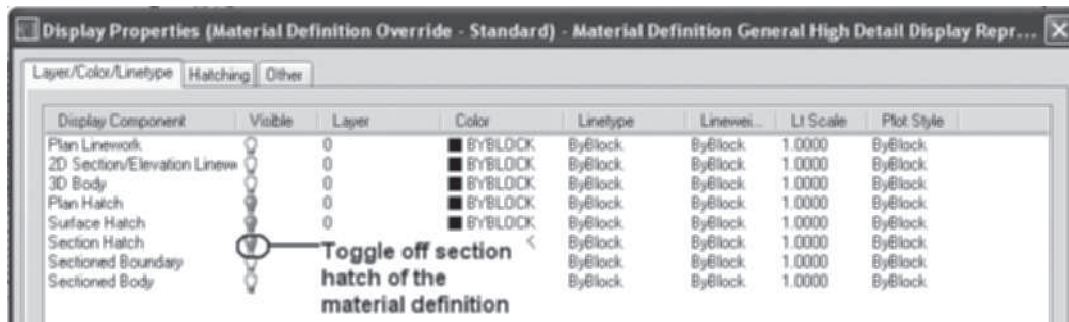 Display Properties (Material Definition Override - Standard) - Material Definition General High Detail Display Repr...
Layer/Color/Linetype Hatching Other
Display Component Visible Layer Color Linetype Linewei... Lt Scale Plot Style
Plan Linework 0 BYBLOCK ByBlock ByBlock 1.0000 ByBlock
2D Section/Elevation Linew 0 BYBLOCK ByBlock ByBlock 1.0000 ByBlock
3D Body 0 BYBLOCK ByBlock ByBlock 1.0000 ByBlock
Plan Hatch 0 BYBLOCK ByBlock ByBlock 1.0000 ByBlock
Surface Hatch 0 BYBLOCK ByBlock ByBlock 1.0000 ByBlock
Section Hatch ByBlock ByBlock 1.0000 ByBlock
Sectioned Boundary ByBlock ByBlock 1.0000 ByBlock
Sectioned Body ByBlock ByBlock 1.0000 ByBlock
Toggle off section
hatch of the
material definition